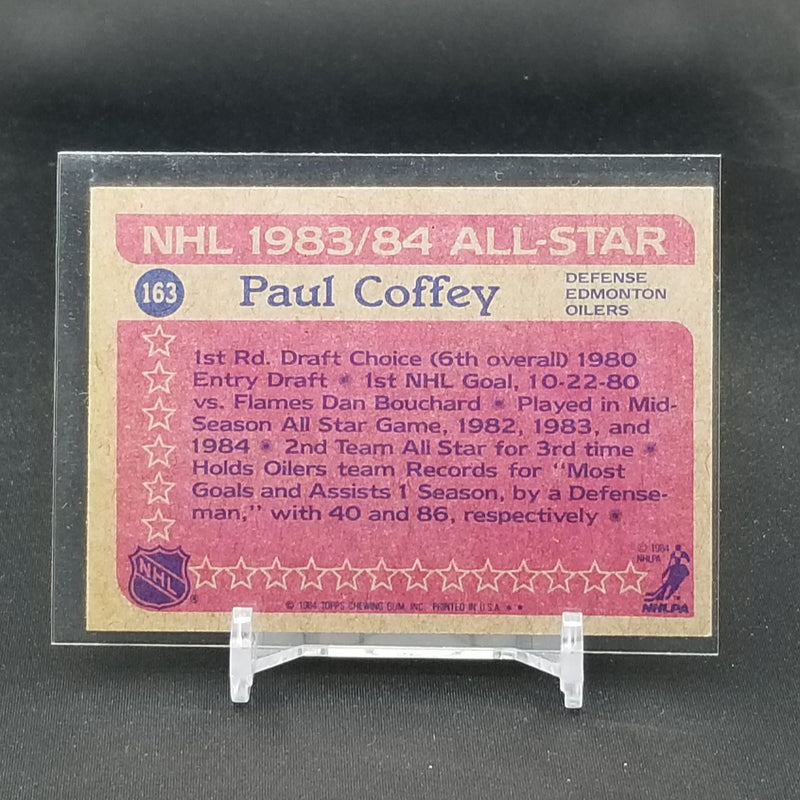 NHL 1983/84 ALL-STAR
163
Paul Coffey
DEFENSE
EDMONTON
OILERS
1st Rd. Draft Choice (6th overall) 1980
Entry Draft * 1st NHL Goal, 10-22-80
vs. Flames Dan Bouchard * Played in Mid-
Season All Star Game, 1982, 1983, and
1984 * 2nd Team All Star for 3rd time *
Holds Oilers team Records for "Most
Goals and Assists 1 Season, by a Defense-
man," with 40 and 86, respectively *
© 1984
NHLPA
NHL
®
NHLPA
™
© 1984 TOPPS CHEWING GUM, INC. PRINTED IN U.S.A. **